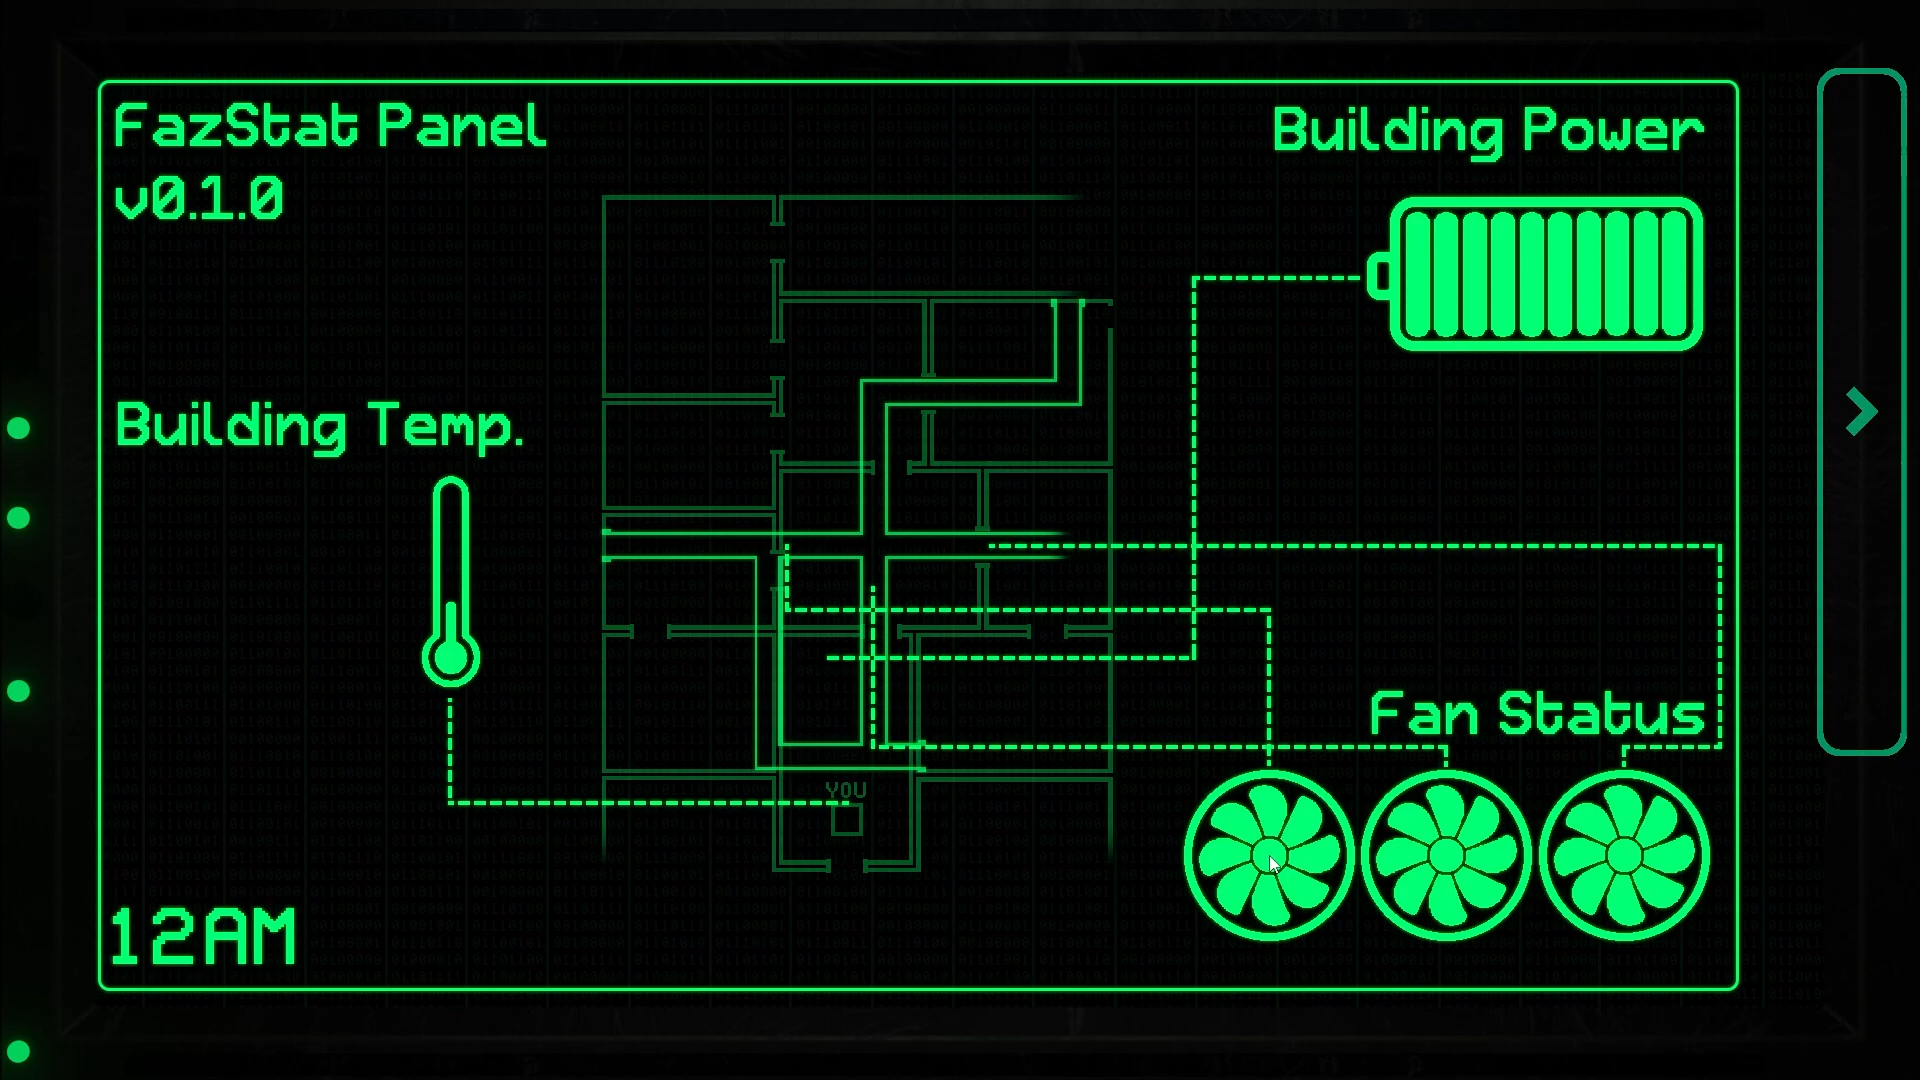 FazStat Panel
v0.1.0
Building Power
Building Temp.
Fan Status
YOU
12AM